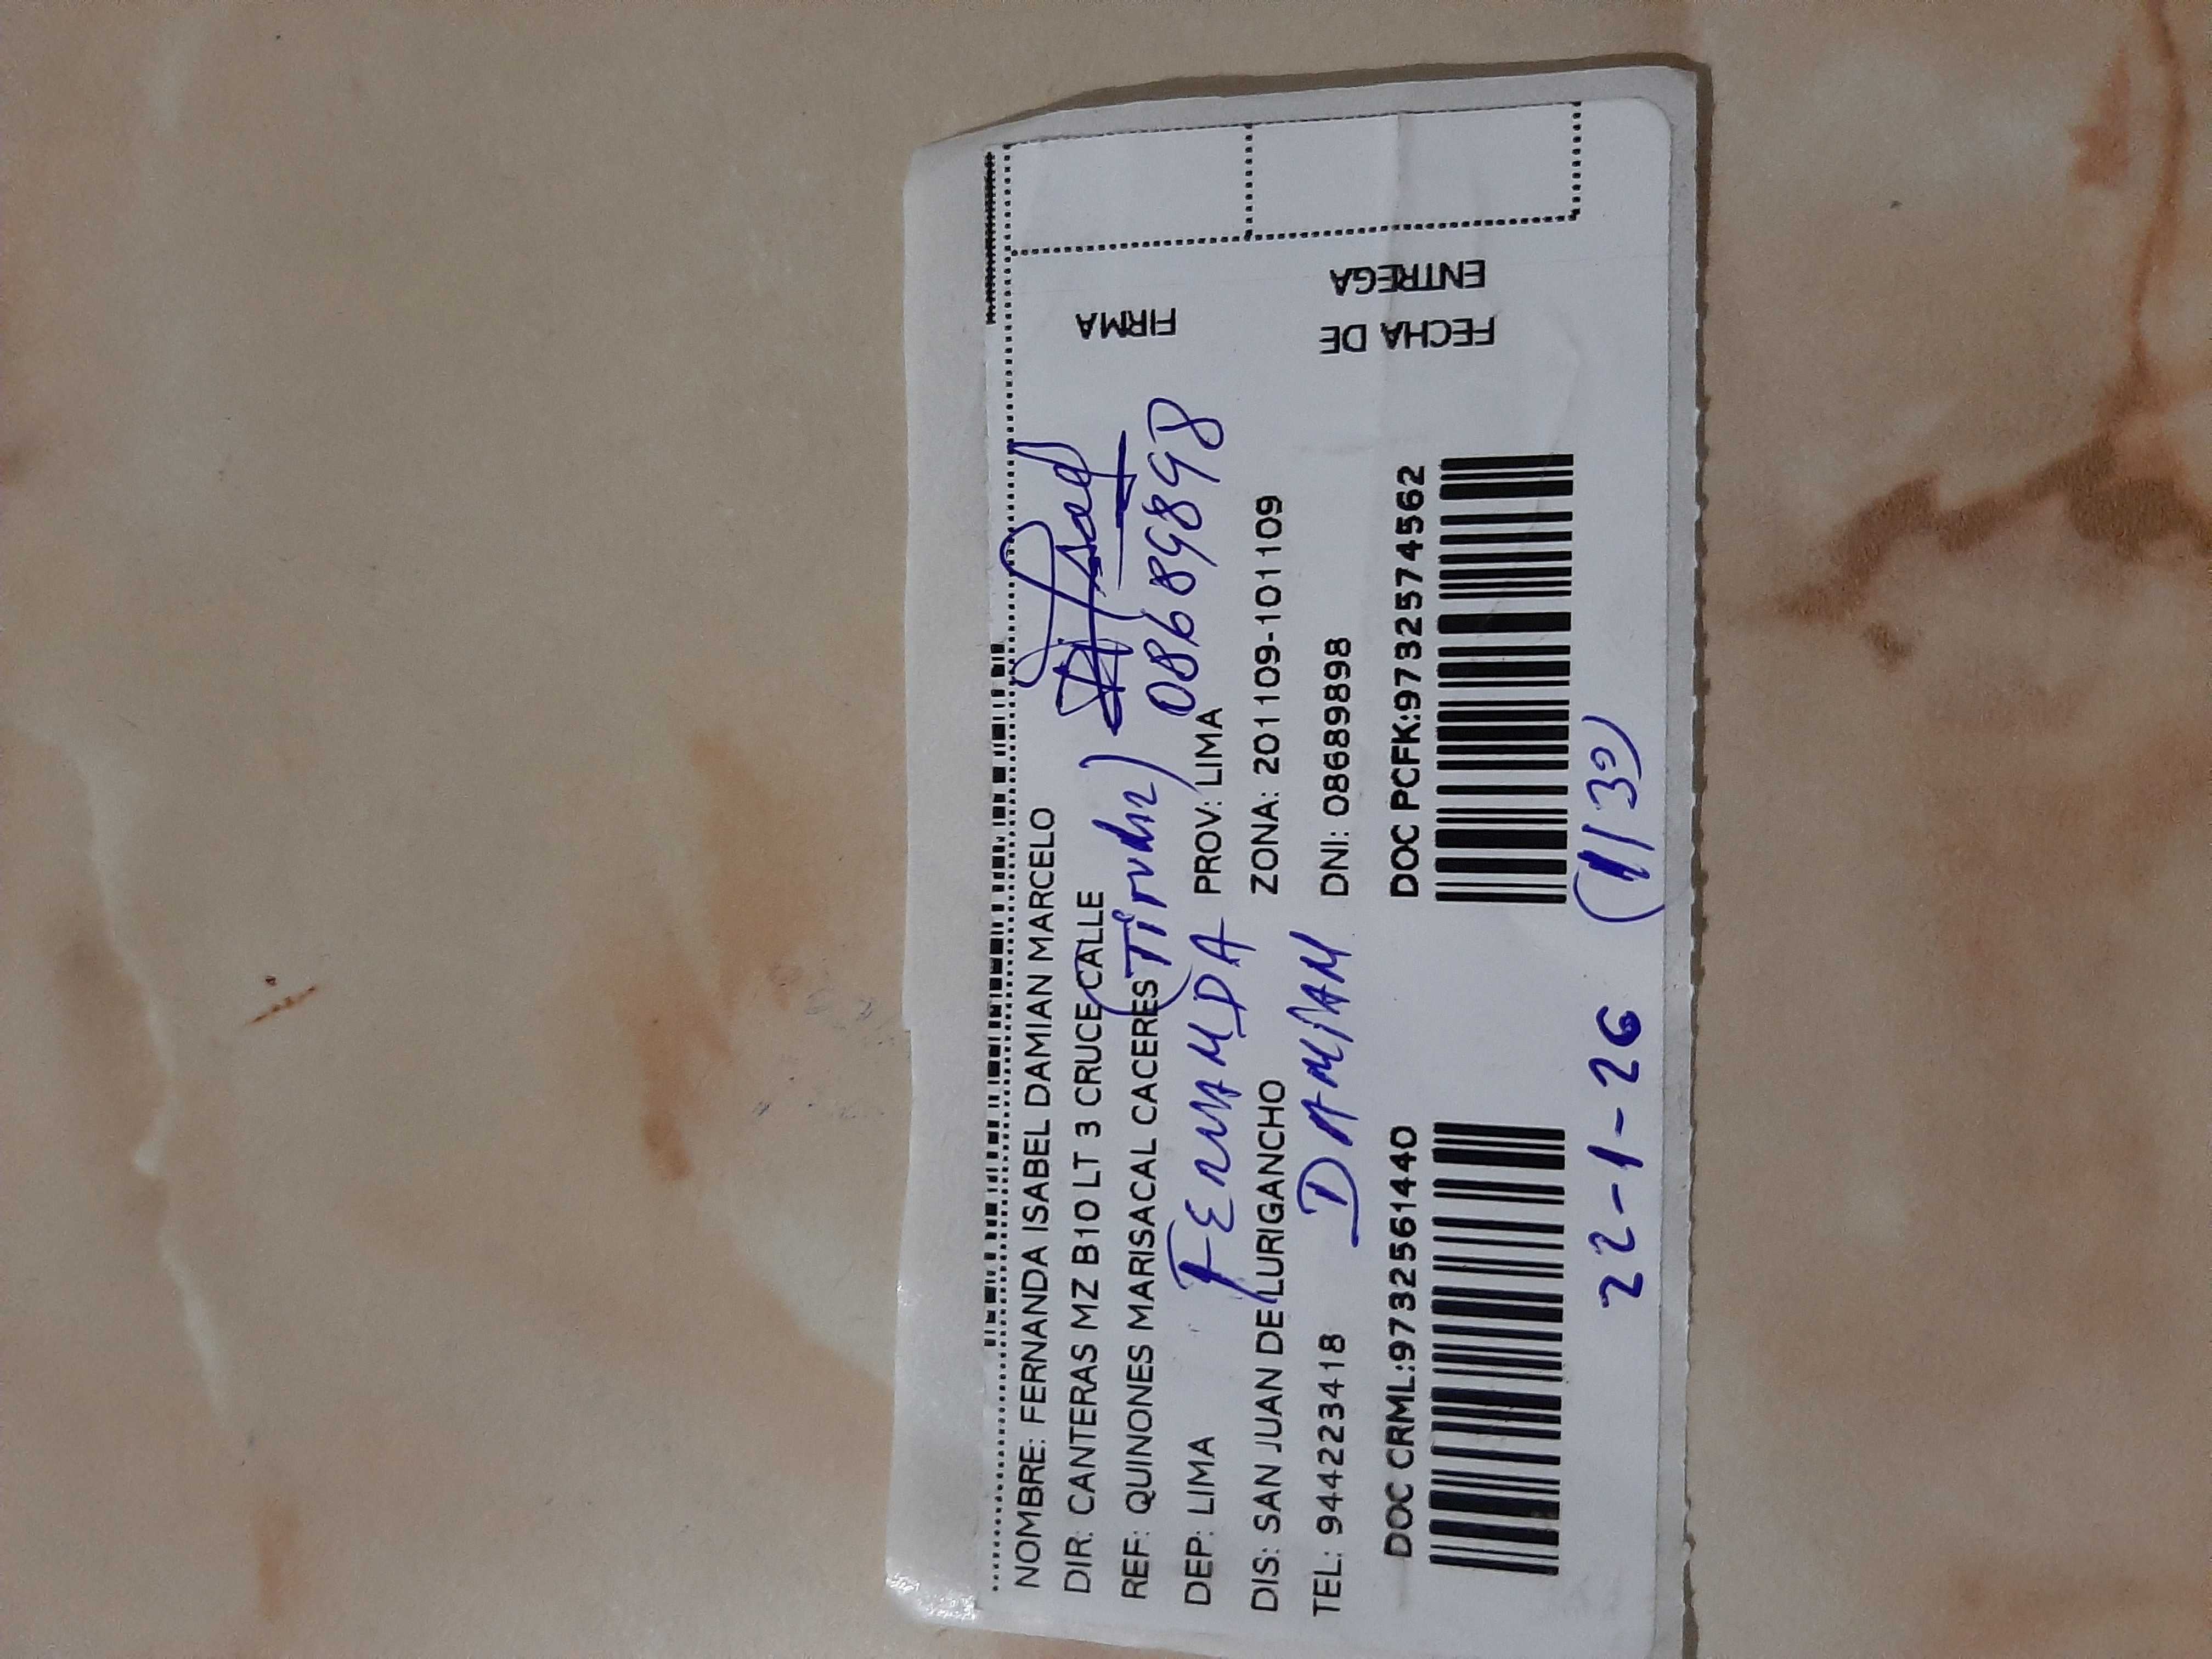 NOMBRE: FERNANDA ISABEL DAMIAN MARCELO
DIR: CANTERAS MZ B10 LT 3 CRUCE CALLE
REF: QUINONES MARISACAL CACERES
08689898
FERNANDA
DEP: LIMA PROV: LIMA
DIS: SAN JUAN DE LURIGANCHO ZONA: 201109-101109
DAMIAN
TEL: 944223418 DNI: 08689898
DOC CRML:9732561440 DOC PCFK:9732574562
22-1-26 (1/30)
FIRMA
FECHA DE
ENTREGA